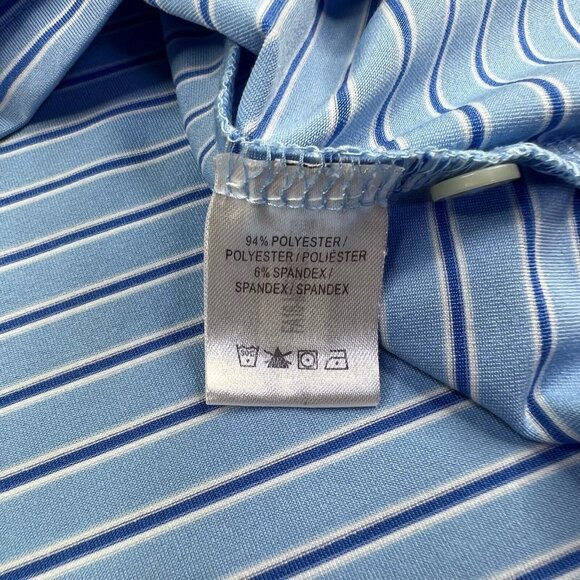 94% POLYESTER /
POLYESTER / POLIÉSTER
6% SPANDEX /
SPANDEX / SPANDEX